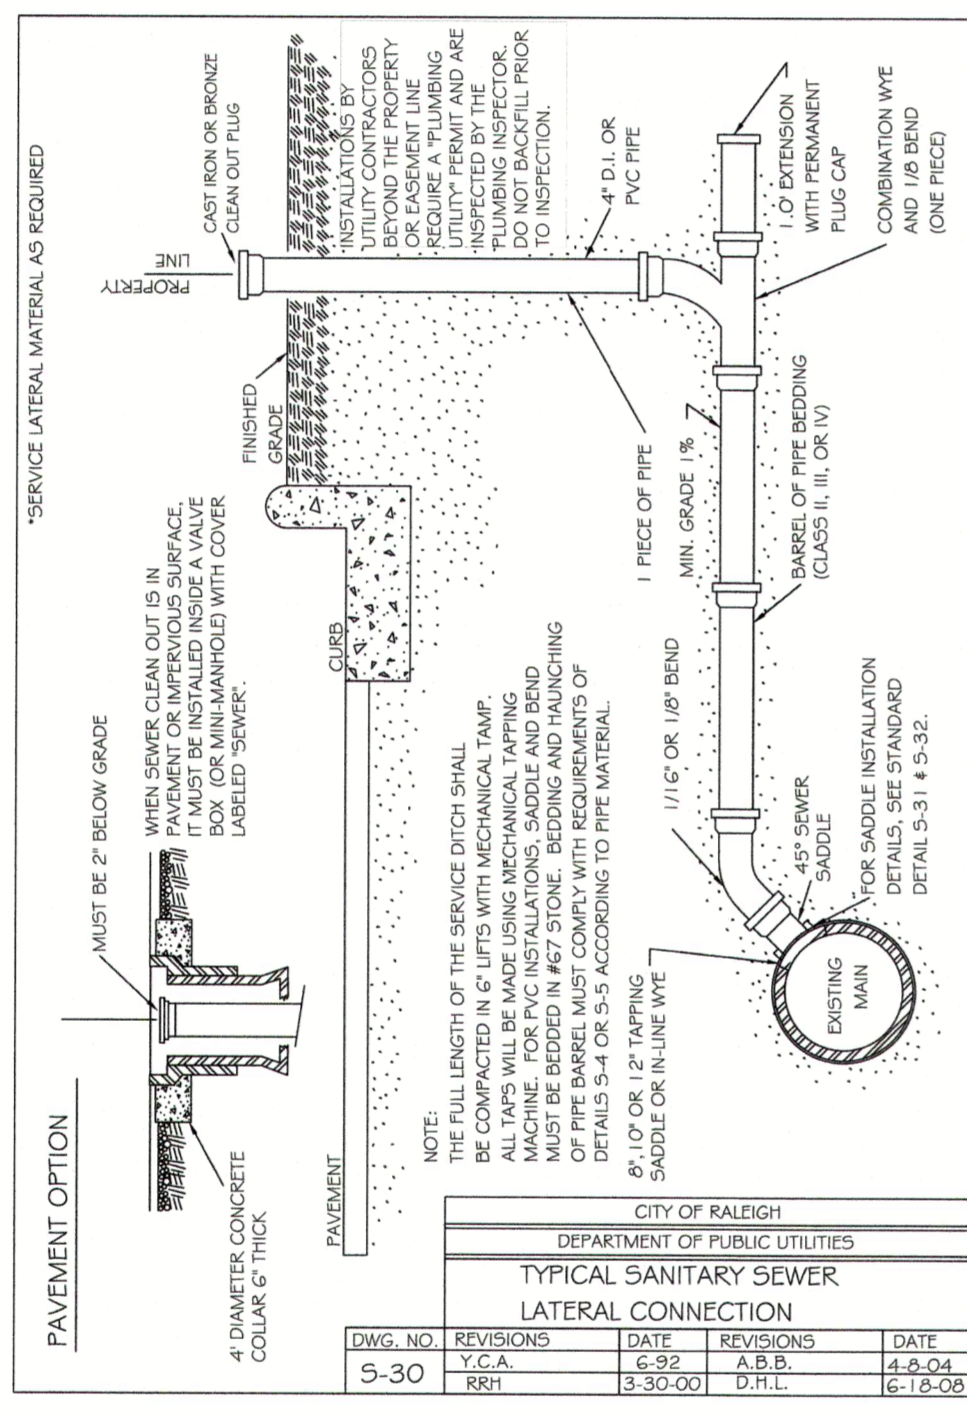 *SERVICE LATERAL MATERIAL AS REQUIRED
PAVEMENT OPTION
MUST BE 2" BELOW GRADE
WHEN SEWER CLEAN OUT IS IN
PAVEMENT OR IMPERVIOUS SURFACE,
IT MUST BE INSTALLED INSIDE A VALVE
BOX (OR MINI-MANHOLE) WITH COVER
LABELED "SEWER".
4' DIAMETER CONCRETE
COLLAR 6" THICK
PROPERTY
LINE
CAST IRON OR BRONZE
CLEAN OUT PLUG
FINISHED
GRADE
CURB
PAVEMENT
INSTALLATIONS BY
UTILITY CONTRACTORS
BEYOND THE PROPERTY
OR EASEMENT LINE
REQUIRE A "PLUMBING
UTILITY" PERMIT AND ARE
INSPECTED BY THE
PLUMBING INSPECTOR.
DO NOT BACKFILL PRIOR
TO INSPECTION.
NOTE:
THE FULL LENGTH OF THE SERVICE DITCH SHALL
BE COMPACTED IN 6" LIFTS WITH MECHANICAL TAMP.
ALL TAPS WILL BE MADE USING MECHANICAL TAPPING
MACHINE. FOR PVC INSTALLATIONS, SADDLE AND BEND
MUST BE BEDDED IN #67 STONE. BEDDING AND HAUNCHING
OF PIPE BARREL MUST COMPLY WITH REQUIREMENTS OF
DETAILS S-4 OR S-5 ACCORDING TO PIPE MATERIAL.
4" D.I. OR
PVC PIPE
1 PIECE OF PIPE
MIN. GRADE 1%
1.0' EXTENSION
WITH PERMANENT
PLUG CAP
COMBINATION WYE
AND 1/8 BEND
(ONE PIECE)
BARREL OF PIPE BEDDING
(CLASS II, III, OR IV)
1/16" OR 1/8" BEND
8", 10" OR 12" TAPPING
SADDLE OR IN-LINE WYE
45° SEWER
SADDLE
FOR SADDLE INSTALLATION
DETAILS, SEE STANDARD
DETAIL S-31 & S-32.
EXISTING
MAIN
CITY OF RALEIGH
DEPARTMENT OF PUBLIC UTILITIES
TYPICAL SANITARY SEWER
LATERAL CONNECTION
DWG. NO. REVISIONS DATE REVISIONS DATE
S-30
Y.C.A. 6-92 A.B.B. 4-8-04
RRH 3-30-00 D.H.L. 6-18-08